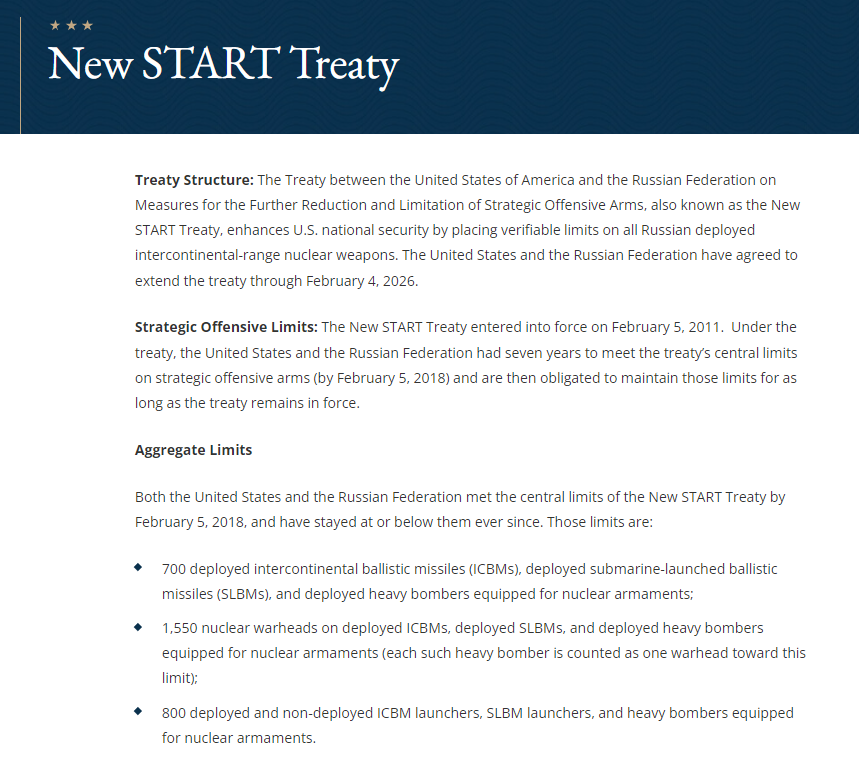 New START Treaty
Treaty Structure: The Treaty between the United States of America and the Russian Federation on
Measures for the Further Reduction and Limitation of Strategic Offensive Arms, also known as the New
START Treaty, enhances U.S. national security by placing verifiable limits on all Russian deployed
intercontinental-range nuclear weapons. The United States and the Russian Federation have agreed to
extend the treaty through February 4, 2026.
Strategic Offensive Limits: The New START Treaty entered into force on February 5, 2011.  Under the
treaty, the United States and the Russian Federation had seven years to meet the treaty’s central limits
on strategic offensive arms (by February 5, 2018) and are then obligated to maintain those limits for as
long as the treaty remains in force.
Aggregate Limits
Both the United States and the Russian Federation met the central limits of the New START Treaty by
February 5, 2018, and have stayed at or below them ever since. Those limits are:
700 deployed intercontinental ballistic missiles (ICBMs), deployed submarine-launched ballistic
missiles (SLBMs), and deployed heavy bombers equipped for nuclear armaments;
1,550 nuclear warheads on deployed ICBMs, deployed SLBMs, and deployed heavy bombers
equipped for nuclear armaments (each such heavy bomber is counted as one warhead toward this
limit);
800 deployed and non-deployed ICBM launchers, SLBM launchers, and heavy bombers equipped
for nuclear armaments.